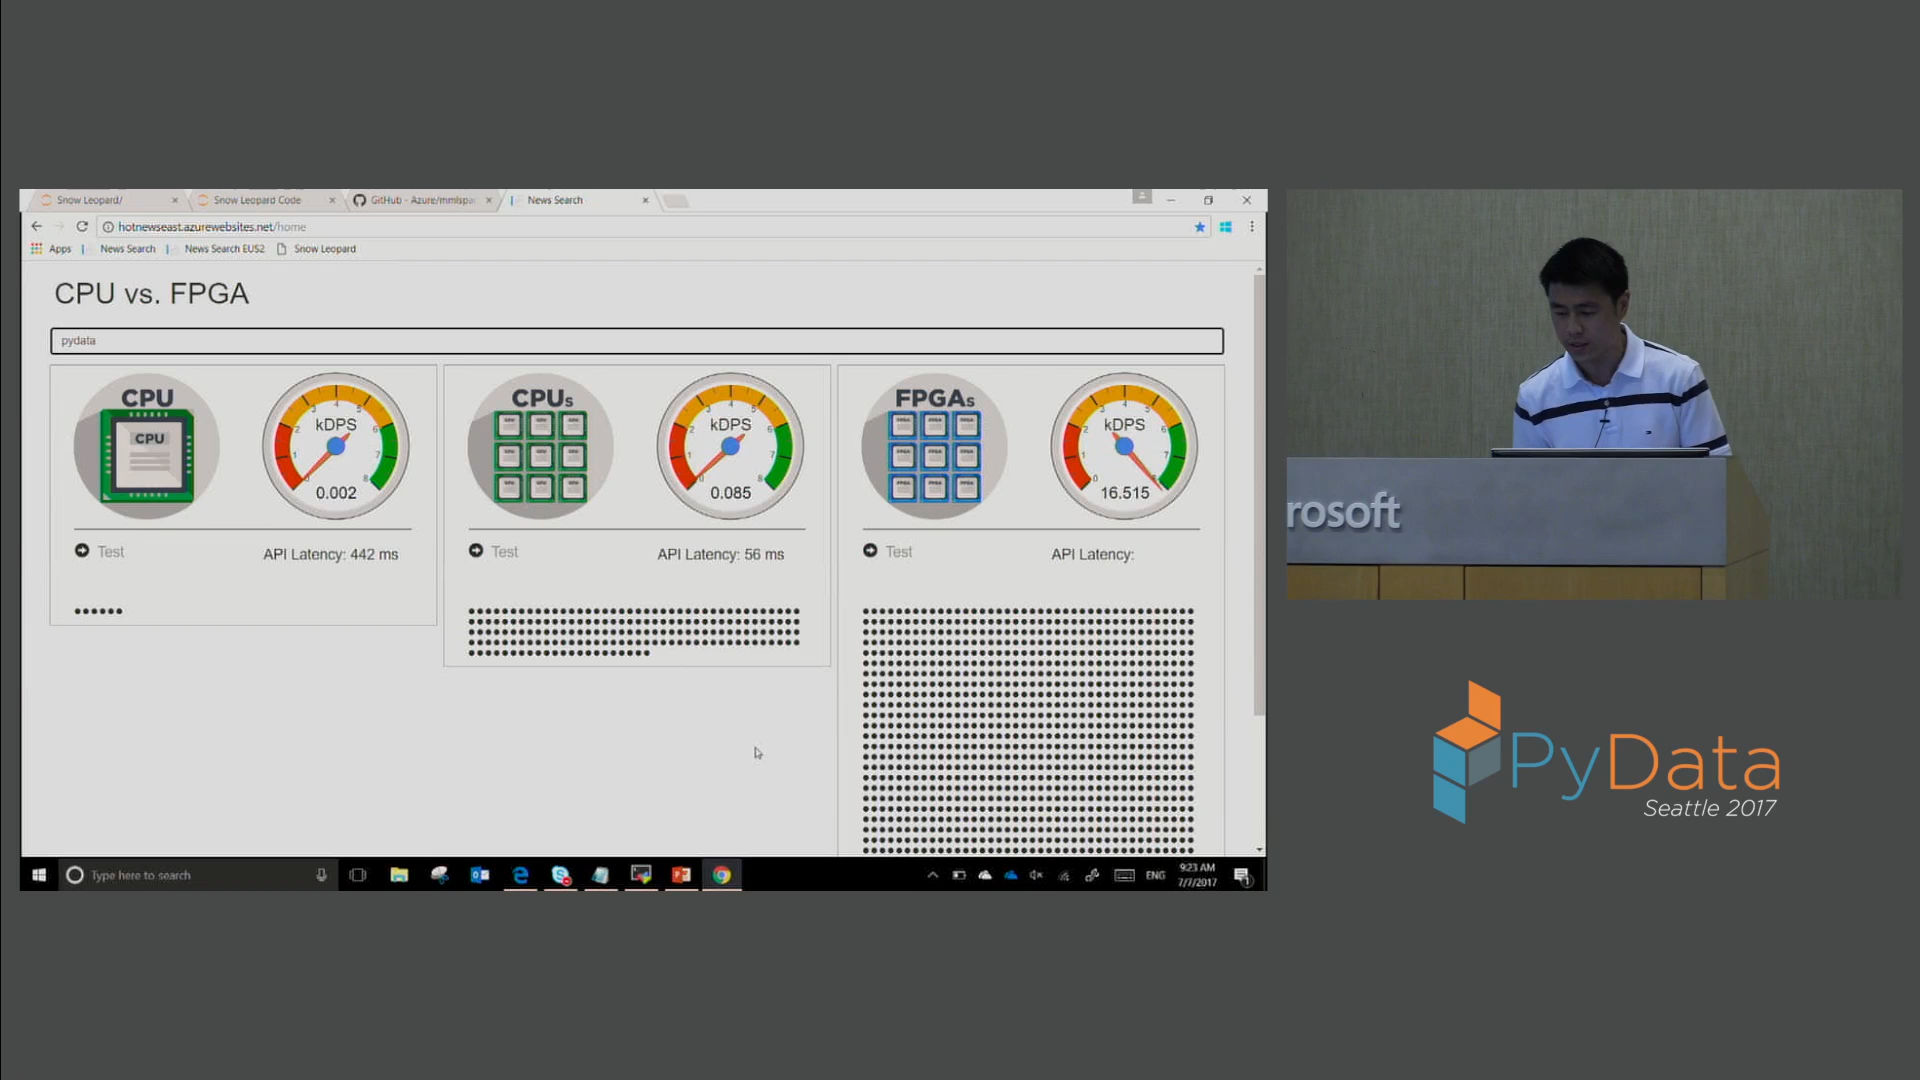 Snow Leopard/
Snow Leopard Code
GitHub - Azure/mmlspa
News Search
hotnewseast.azurewebsites.net/home
Apps
News Search
News Search EUS2
Snow Leopard
CPU vs. FPGA
pydata
CPU
CPU
kDPS
0.002
Test
API Latency: 442 ms
CPUs
kDPS
0.085
Test
API Latency: 56 ms
FPGAs
kDPS
16.515
Test
API Latency:
Type here to search
ENG
9:23 AM
7/7/2017
rosoft
PyData
Seattle 2017